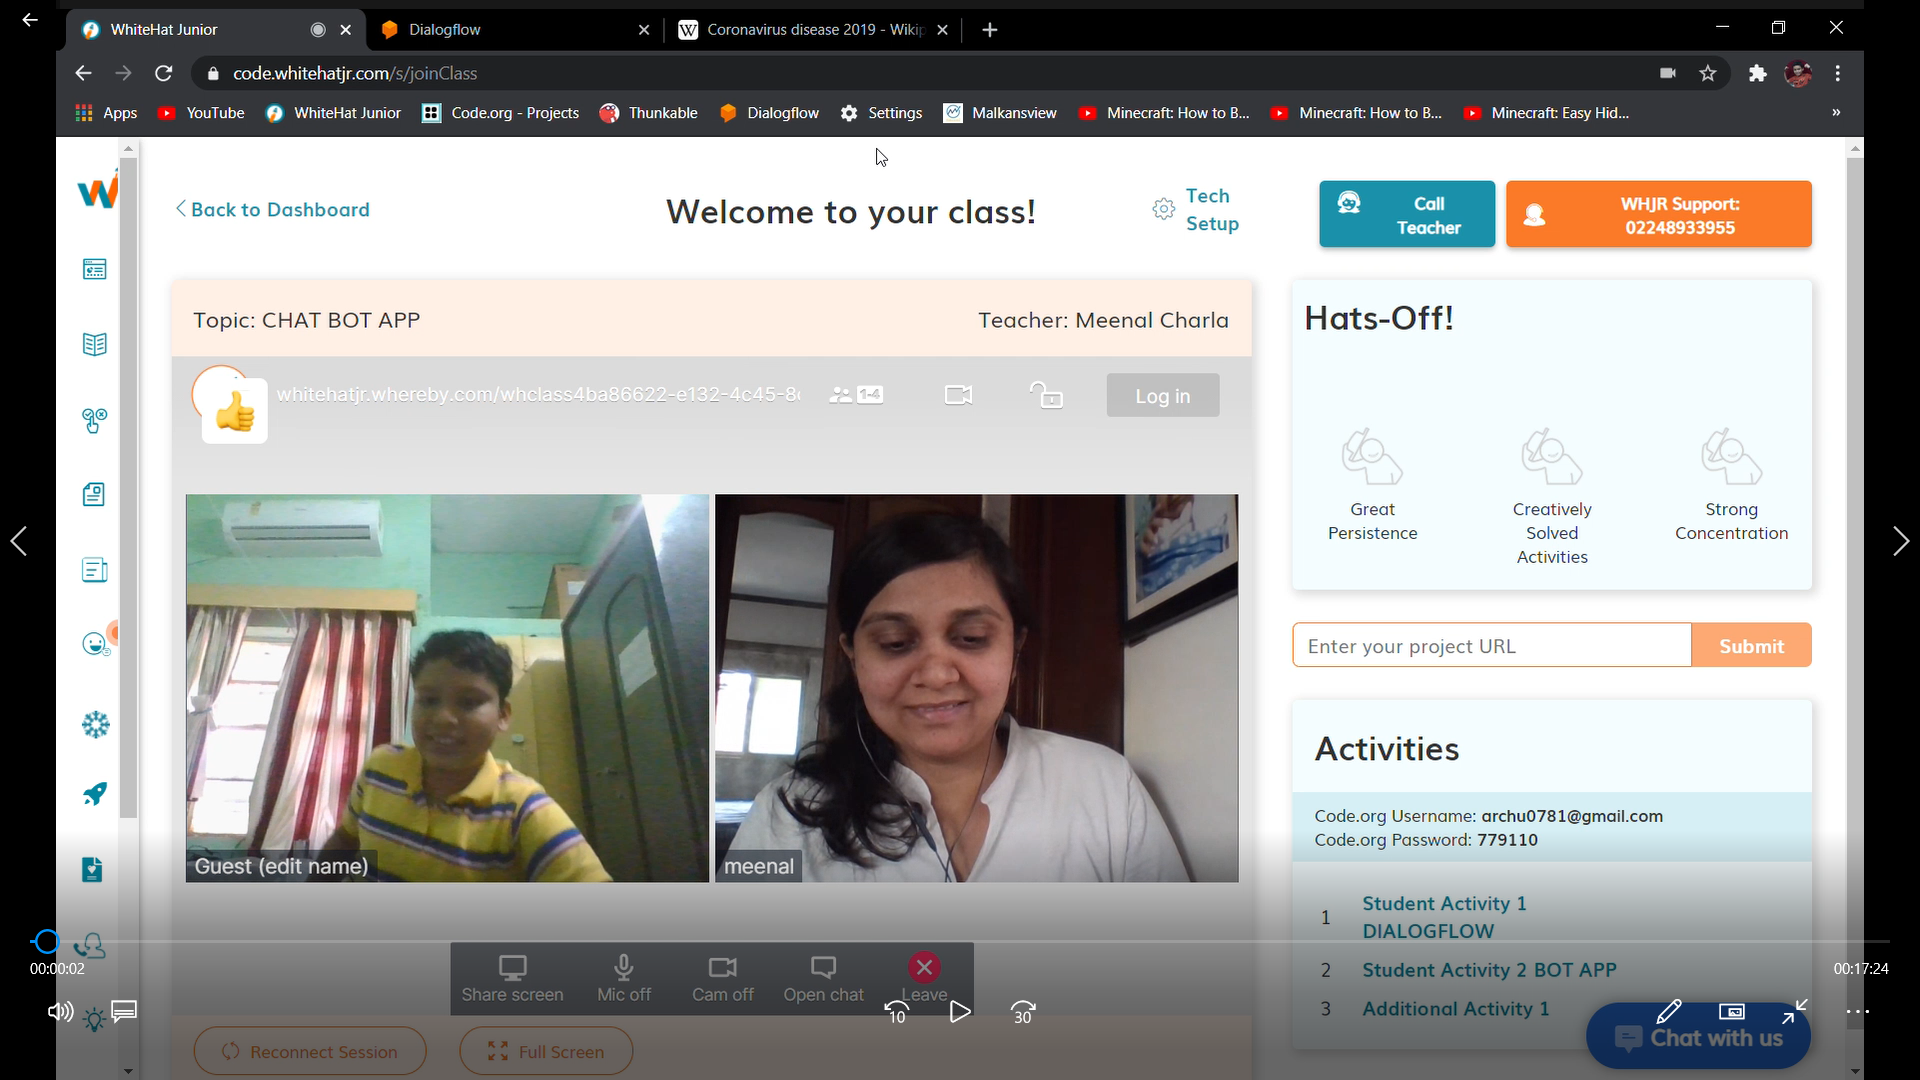 WhiteHat Junior
Dialogflow
Coronavirus disease 2019 - Wikip
code.whitehatjr.com/s/joinClass
Apps
YouTube
WhiteHat Junior
Code.org - Projects
Thunkable
Dialogflow
Settings
Malkansview
Minecraft: How to B...
Minecraft: How to B...
Minecraft: Easy Hid...
»
Back to Dashboard
Welcome to your class!
Tech
Setup
Call
Teacher
WHJR Support:
02248933955
Topic: CHAT BOT APP
Teacher: Meenal Charla
whitehatjr.whereby.com/whclass4ba86622-e132-4c45-8
1-4
Log in
Guest (edit name)
meenal
Hats-Off!
Great
Persistence
Creatively
Solved
Activities
Strong
Concentration
Enter your project URL
Submit
Activities
Code.org Username: archu0781@gmail.com
Code.org Password: 779110
1
Student Activity 1
DIALOGFLOW
2 Student Activity 2 BOT APP
3 Additional Activity 1
00:00:02
00:17:24
Share screen
Mic off
Cam off
Open chat
Leave
10
30
Reconnect Session
Full Screen
Chat with us